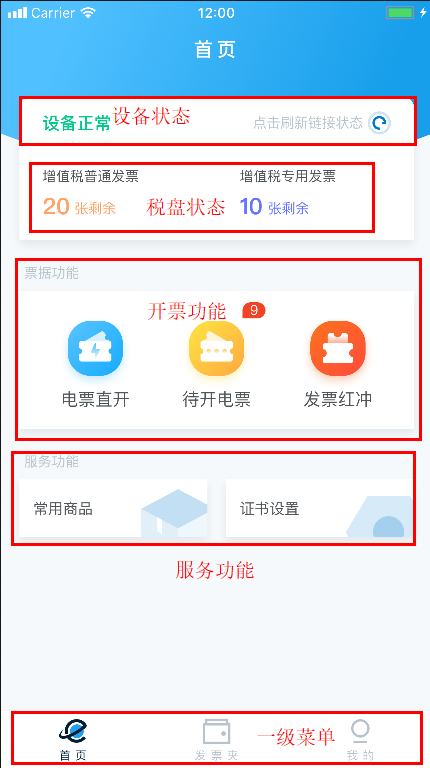 Carrier 12:00
首页
设备正常 设备状态 点击刷新链接状态
增值税普通发票 增值税专用发票
20 张剩余 税盘状态 10 张剩余
票据功能
开票功能 9
电票直开 待开电票 发票红冲
服务功能
常用商品 证书设置
服务功能
一级菜单
首页 发票夹 我的